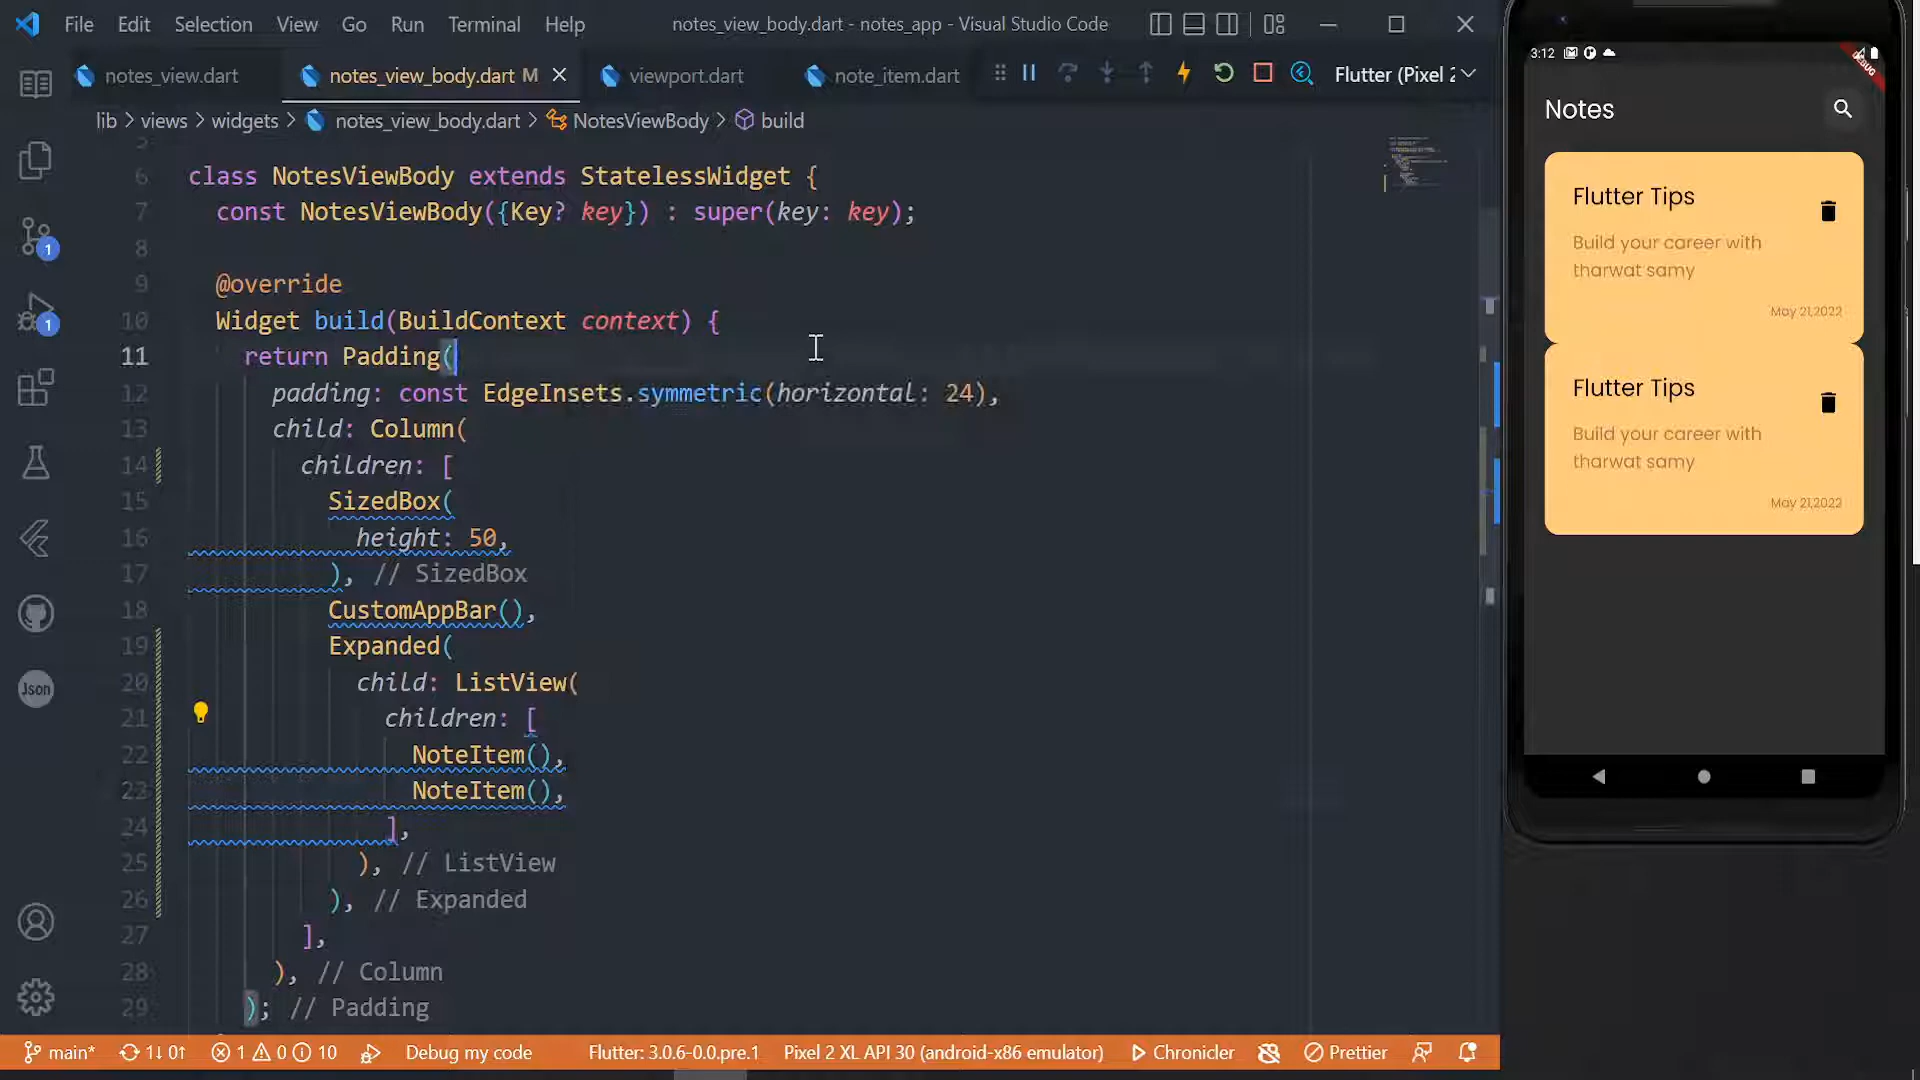 File Edit Selection View Go Run Terminal Help
notes_view_body.dart - notes_app - Visual Studio Code
notes_view.dart
notes_view_body.dart M
viewport.dart
note_item.dart
Flutter (Pixel 2
lib > views > widgets > notes_view_body.dart > NotesViewBody > build
5
6 class NotesViewBody extends StatelessWidget {
7 const NotesViewBody({Key? key}) : super(key: key);
8
9 @override
10 Widget build(BuildContext context) {
11 return Padding(
12 padding: const EdgeInsets.symmetric(horizontal: 24),
13 child: Column(
14 children: [
15 SizedBox(
16 height: 50,
17 ), // SizedBox
18 CustomAppBar(),
19 Expanded(
20 child: ListView(
21 children: [
22 NoteItem(),
23 NoteItem(),
24 ],
25 ), // ListView
26 ), // Expanded
27 ],
28 ), // Column
29 ); // Padding
1
1
Json
main* 1↓ 0↑ 1 0 10 Debug my code Flutter: 3.0.6-0.0.pre.1 Pixel 2 XL API 30 (android-x86 emulator) Chronicler Prettier
3:12
DEBUG
Notes
Flutter Tips
Build your career with
tharwat samy
May 21,2022
Flutter Tips
Build your career with
tharwat samy
May 21,2022